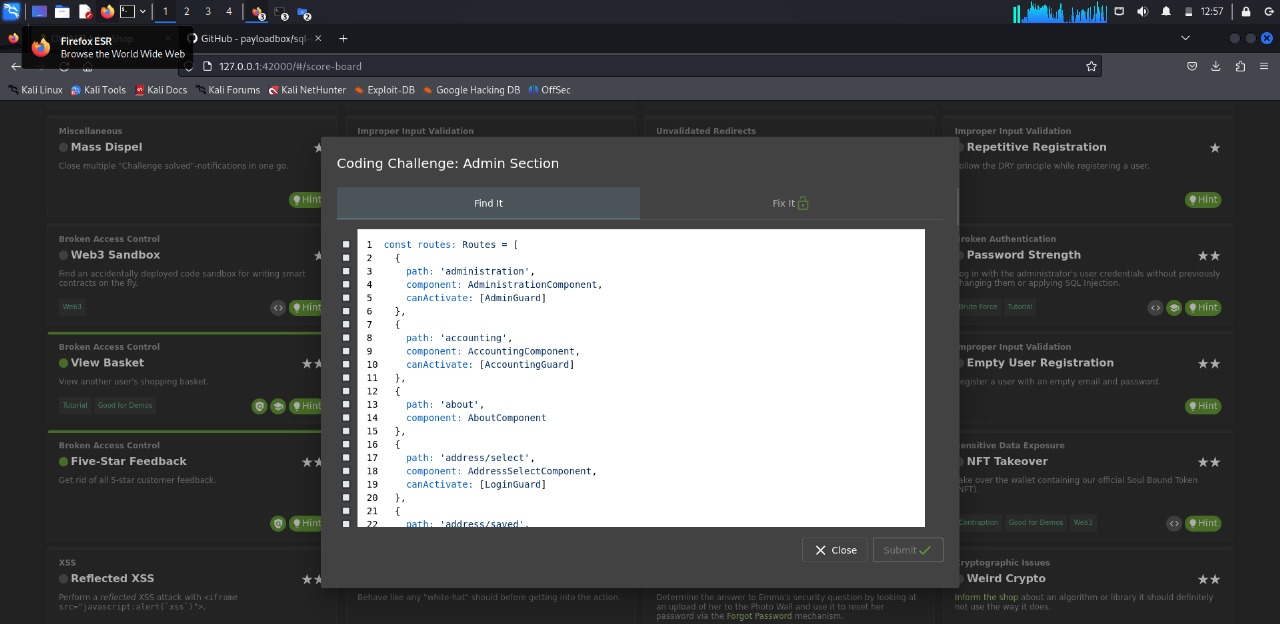 1 2 3 4 3 3 2 12:57
Firefox ESR
Browse the World Wide Web
GitHub - payloadbox/sql-
127.0.0.1:42000/#/score-board
Kali Linux Kali Tools Kali Docs Kali Forums Kali NetHunter Exploit-DB Google Hacking DB OffSec
Miscellaneous
Mass Dispel
Close multiple "Challenge solved"-notifications in one go.
Hint
Improper Input Validation
Unvalidated Redirects
Improper Input Validation
Repetitive Registration
ollow the DRY principle while registering a user.
Hint
Coding Challenge: Admin Section
Find It
Fix It
1 const routes: Routes = [
2 {
3 path: 'administration',
4 component: AdministrationComponent,
5 canActivate: [AdminGuard]
6 },
7 {
8 path: 'accounting',
9 component: AccountingComponent,
10 canActivate: [AccountingGuard]
11 },
12 {
13 path: 'about',
14 component: AboutComponent
15 },
16 {
17 path: 'address/select',
18 component: AddressSelectComponent,
19 canActivate: [LoginGuard]
20 },
21 {
22 path: 'address/saved',
Close
Submit
Broken Access Control
Web3 Sandbox
Find an accidentally deployed code sandbox for writing smart
contracts on the fly.
Web3
Hint
roken Authentication
Password Strength
og in with the administrator's user credentials without previously
hanging them or applying SQL Injection.
Brute Force Tutorial
Hint
Broken Access Control
View Basket
View another user's shopping basket.
Tutorial Good for Demos
Hint
mproper Input Validation
Empty User Registration
egister a user with an empty email and password.
Hint
Broken Access Control
Five-Star Feedback
Get rid of all 5-star customer feedback.
Hint
ensitive Data Exposure
NFT Takeover
ake over the wallet containing our official Soul Bound Token
NFT).
Contraption Good for Demos Web3
Hint
XSS
Reflected XSS
Perform a reflected XSS attack with <iframe
src="javascript:alert(`xss`)">.
Behave like any "white-hat" should before getting into the action.
Determine the answer to Emma's security question by looking at
an upload of her to the Photo Wall and use it to reset her
password via the Forgot Password mechanism.
ryptographic Issues
Weird Crypto
Inform the shop about an algorithm or library it should definitely
not use the way it does.